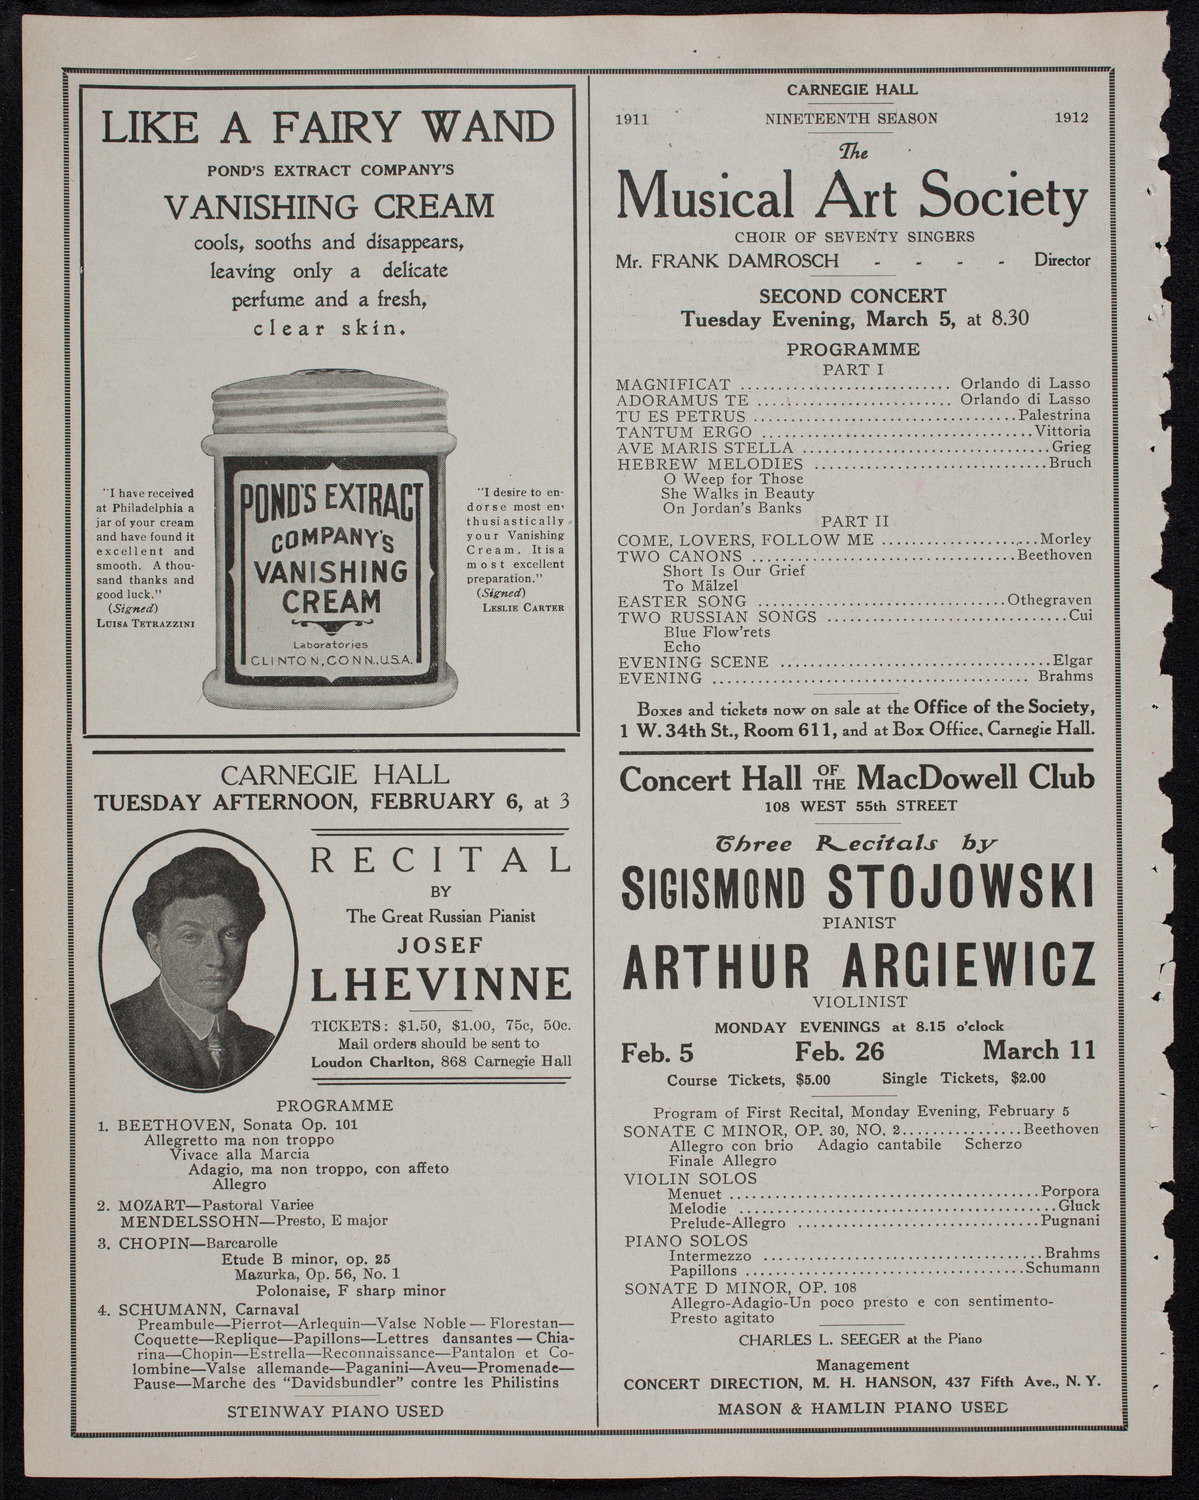 LIKE A FAIRY WAND
POND'S EXTRACT COMPANY'S
VANISHING CREAM
cools, sooths and disappears,
leaving only a delicate
perfume and a fresh,
clear skin.
"I have received
at Philadelphia a
jar of your cream
and have found it
excellent and
smooth. A thou-
sand thanks and
good luck."
(Signed)
LUISA TETRAZZINI
POND'S EXTRACT
COMPANY'S
VANISHING
CREAM
Laboratories
CLINTON, CONN., U.S.A.
"I desire to en-
dorse most en-
thusiastically
your Vanishing
Cream. It is a
most excellent
preparation."
(Signed)
LESLIE CARTER
CARNEGIE HALL
TUESDAY AFTERNOON, FEBRUARY 6, at 3
RECITAL
BY
The Great Russian Pianist
JOSEF
LHEVINNE
TICKETS: $1.50, $1.00, 75c, 50c.
Mail orders should be sent to
Loudon Charlton, 868 Carnegie Hall
PROGRAMME
1. BEETHOVEN, Sonata Op. 101
Allegretto ma non troppo
Vivace alla Marcia
Adagio, ma non troppo, con affeto
Allegro
2. MOZART—Pastoral Variee
MENDELSSOHN—Presto, E major
3. CHOPIN—Barcarolle
Etude B minor, op. 25
Mazurka, Op. 56, No. 1
Polonaise, F sharp minor
4. SCHUMANN, Carnaval
Preambule—Pierrot—Arlequin—Valse Noble—Florestan—
Coquette—Replique—Papillons—Lettres dansantes—Chia-
rina—Chopin—Estrella—Reconnaissance—Pantalon et Co-
lombine—Valse allemande—Paganini—Aveu—Promenade—
Pause—Marche des "Davidsbundler" contre les Philistins
STEINWAY PIANO USED
CARNEGIE HALL
1911 NINETEENTH SEASON 1912
The
Musical Art Society
CHOIR OF SEVENTY SINGERS
Mr. FRANK DAMROSCH - - - - Director
SECOND CONCERT
Tuesday Evening, March 5, at 8.30
PROGRAMME
PART I
MAGNIFICAT ........................... Orlando di Lasso
ADORAMUS TE ......................... Orlando di Lasso
TU ES PETRUS ..................................Palestrina
TANTUM ERGO ..................................Vittoria
AVE MARIS STELLA ................................Grieg
HEBREW MELODIES ..............................Bruch
O Weep for Those
She Walks in Beauty
On Jordan's Banks
PART II
COME, LOVERS, FOLLOW ME ....................Morley
TWO CANONS ..................................Beethoven
Short Is Our Grief
To Mälzel
EASTER SONG ................................Othegraven
TWO RUSSIAN SONGS ...............................Cui
Blue Flow'rets
Echo
EVENING SCENE ...................................Elgar
EVENING ......................................... Brahms
Boxes and tickets now on sale at the Office of the Society,
1 W. 34th St., Room 611, and at Box Office, Carnegie Hall.
Concert Hall OF THE MacDowell Club
108 WEST 55th STREET
Three Recitals by
SIGISMOND STOJOWSKI
PIANIST
ARTHUR ARGIEWICZ
VIOLINIST
MONDAY EVENINGS at 8.15 o'clock
Feb. 5 Feb. 26 March 11
Course Tickets, $5.00 Single Tickets, $2.00
Program of First Recital, Monday Evening, February 5
SONATE C MINOR, OP. 30, NO. 2...............Beethoven
Allegro con brio Adagio cantabile Scherzo
Finale Allegro
VIOLIN SOLOS
Menuet .......................................Porpora
Melodie ........................................Gluck
Prelude-Allegro ................................Pugnani
PIANO SOLOS
Intermezzo ....................................Brahms
Papillons ....................................Schumann
SONATE D MINOR, OP. 108
Allegro-Adagio-Un poco presto e con sentimento-
Presto agitato
CHARLES L. SEEGER at the Piano
Management
CONCERT DIRECTION, M. H. HANSON, 437 Fifth Ave., N. Y.
MASON & HAMLIN PIANO USED